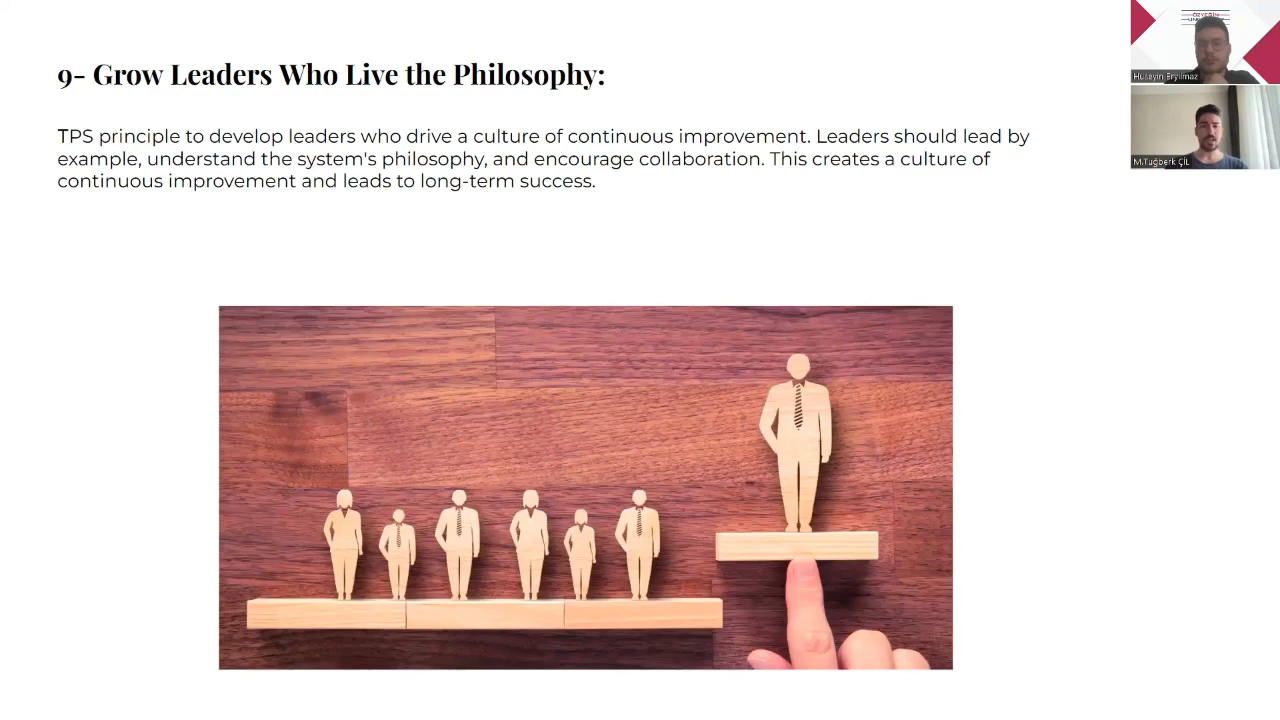 9- Grow Leaders Who Live the Philosophy:
TPS principle to develop leaders who drive a culture of continuous improvement. Leaders should lead by
example, understand the system's philosophy, and encourage collaboration. This creates a culture of
continuous improvement and leads to long-term success.
ÖZYEĞİN
UNIVERSITY
Hüseyin Eryılmaz
M.Tuğberk ÇİL